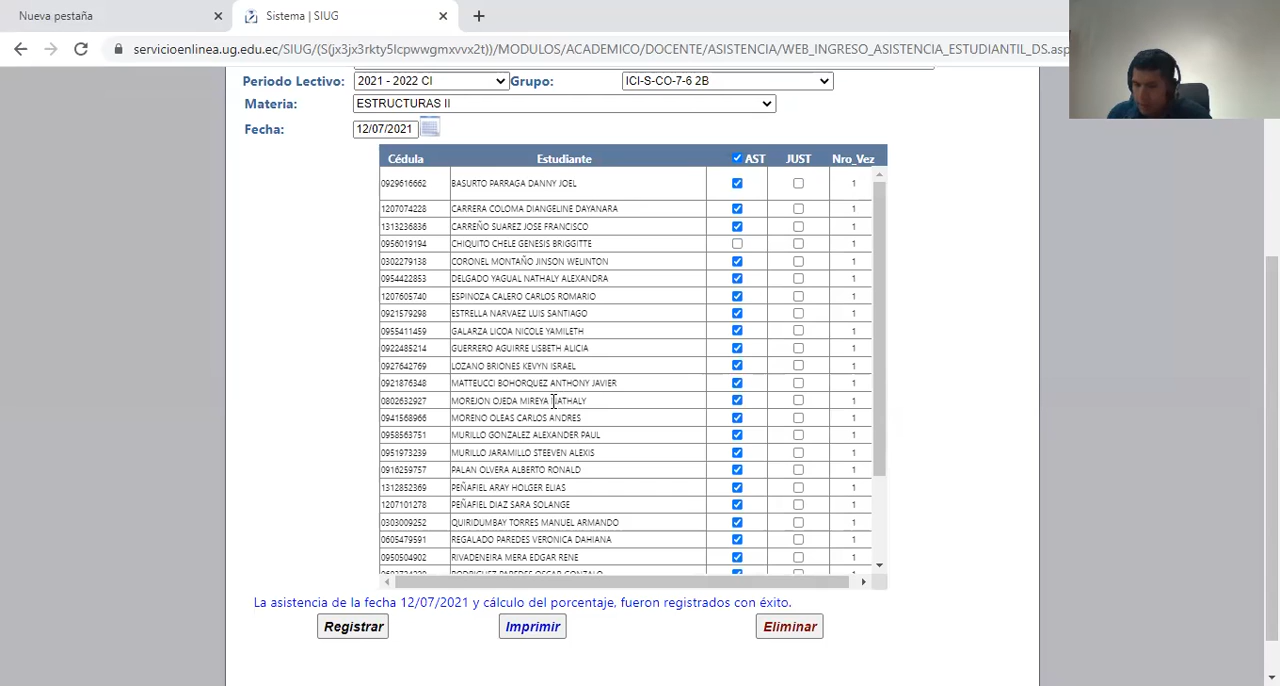 Nueva pestaña
Sistema | SIUG
servicioenlinea.ug.edu.ec/SIUG/(S(jx3jx3rkty5lcpwwgmxvvx2t))/MODULOS/ACADEMICO/DOCENTE/ASISTENCIA/WEB_INGRESO_ASISTENCIA_ESTUDIANTIL_DS.asp
Periodo Lectivo: 2021 - 2022 CI Grupo: ICI-S-CO-7-6 2B
Materia: ESTRUCTURAS II
Fecha: 12/07/2021
Cédula Estudiante AST JUST Nro_Vez
0929616662 BASURTO PARRAGA DANNY JOEL 1
1207074228 CARRERA COLOMA DIANGELINE DAYANARA 1
1313236836 CARREÑO SUAREZ JOSE FRANCISCO 1
0956019194 CHIQUITO CHELE GENESIS BRIGGITTE 1
0302279138 CORONEL MONTAÑO JINSON WELINTON 1
0954422853 DELGADO YAGUAL NATHALY ALEXANDRA 1
1207605740 ESPINOZA CALERO CARLOS ROMARIO 1
0921579298 ESTRELLA NARVAEZ LUIS SANTIAGO 1
0955411459 GALARZA LICOA NICOLE YAMILETH 1
0922485214 GUERRERO AGUIRRE LISBETH ALICIA 1
0927642769 LOZANO BRIONES KEVYN ISRAEL 1
0921876348 MATTEUCCI BOHORQUEZ ANTHONY JAVIER 1
0802632927 MOREJON OJEDA MIREYA NATHALY 1
0941568966 MORENO OLEAS CARLOS ANDRES 1
0958563751 MURILLO GONZALEZ ALEXANDER PAUL 1
0951973239 MURILLO JARAMILLO STEEVEN ALEXIS 1
0916259757 PALAN OLVERA ALBERTO RONALD 1
1312852369 PEÑAFIEL ARAY HOLGER ELIAS 1
1207101278 PEÑAFIEL DIAZ SARA SOLANGE 1
0303009252 QUIRIDUMBAY TORRES MANUEL ARMANDO 1
0605479591 REGALADO PAREDES VERONICA DAHIANA 1
0950504902 RIVADENEIRA MERA EDGAR RENE 1
RODRIGUEZ PAREDES OSCAR GONZALO
La asistencia de la fecha 12/07/2021 y cálculo del porcentaje, fueron registrados con éxito.
Registrar Imprimir Eliminar